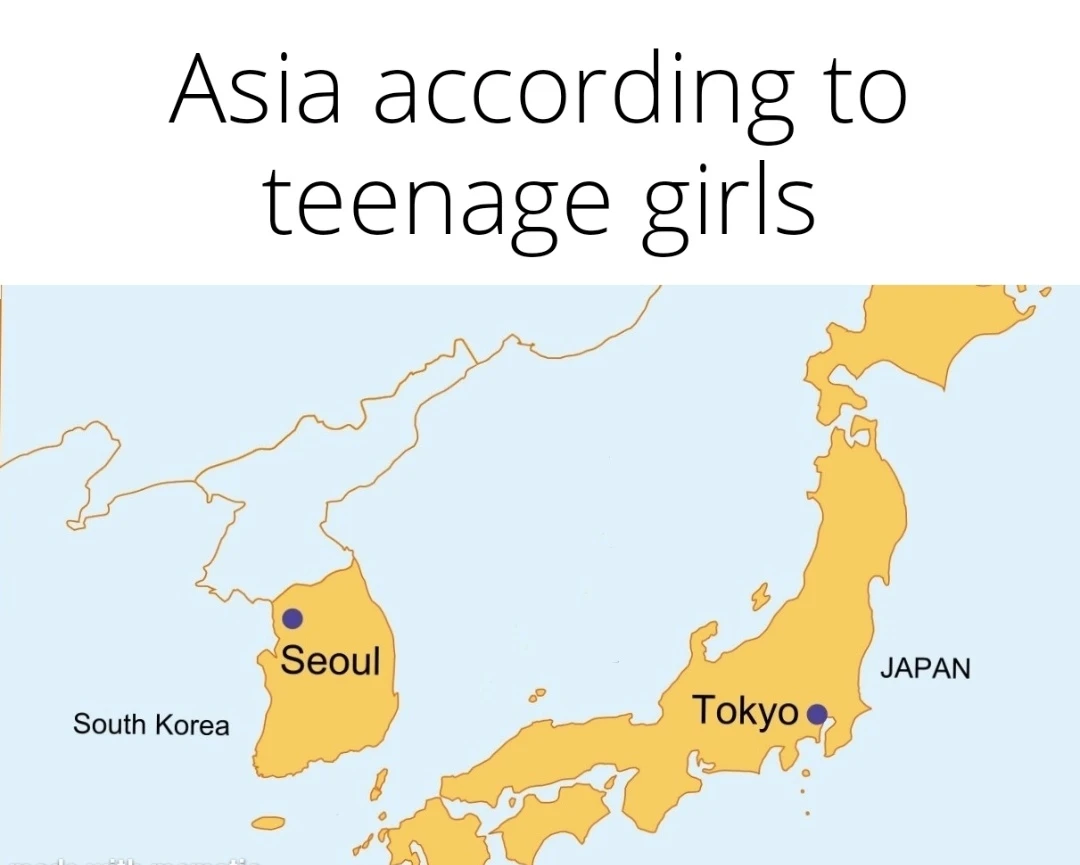 Asia according to
teenage girls
Seoul
JAPAN
South Korea
Tokyo